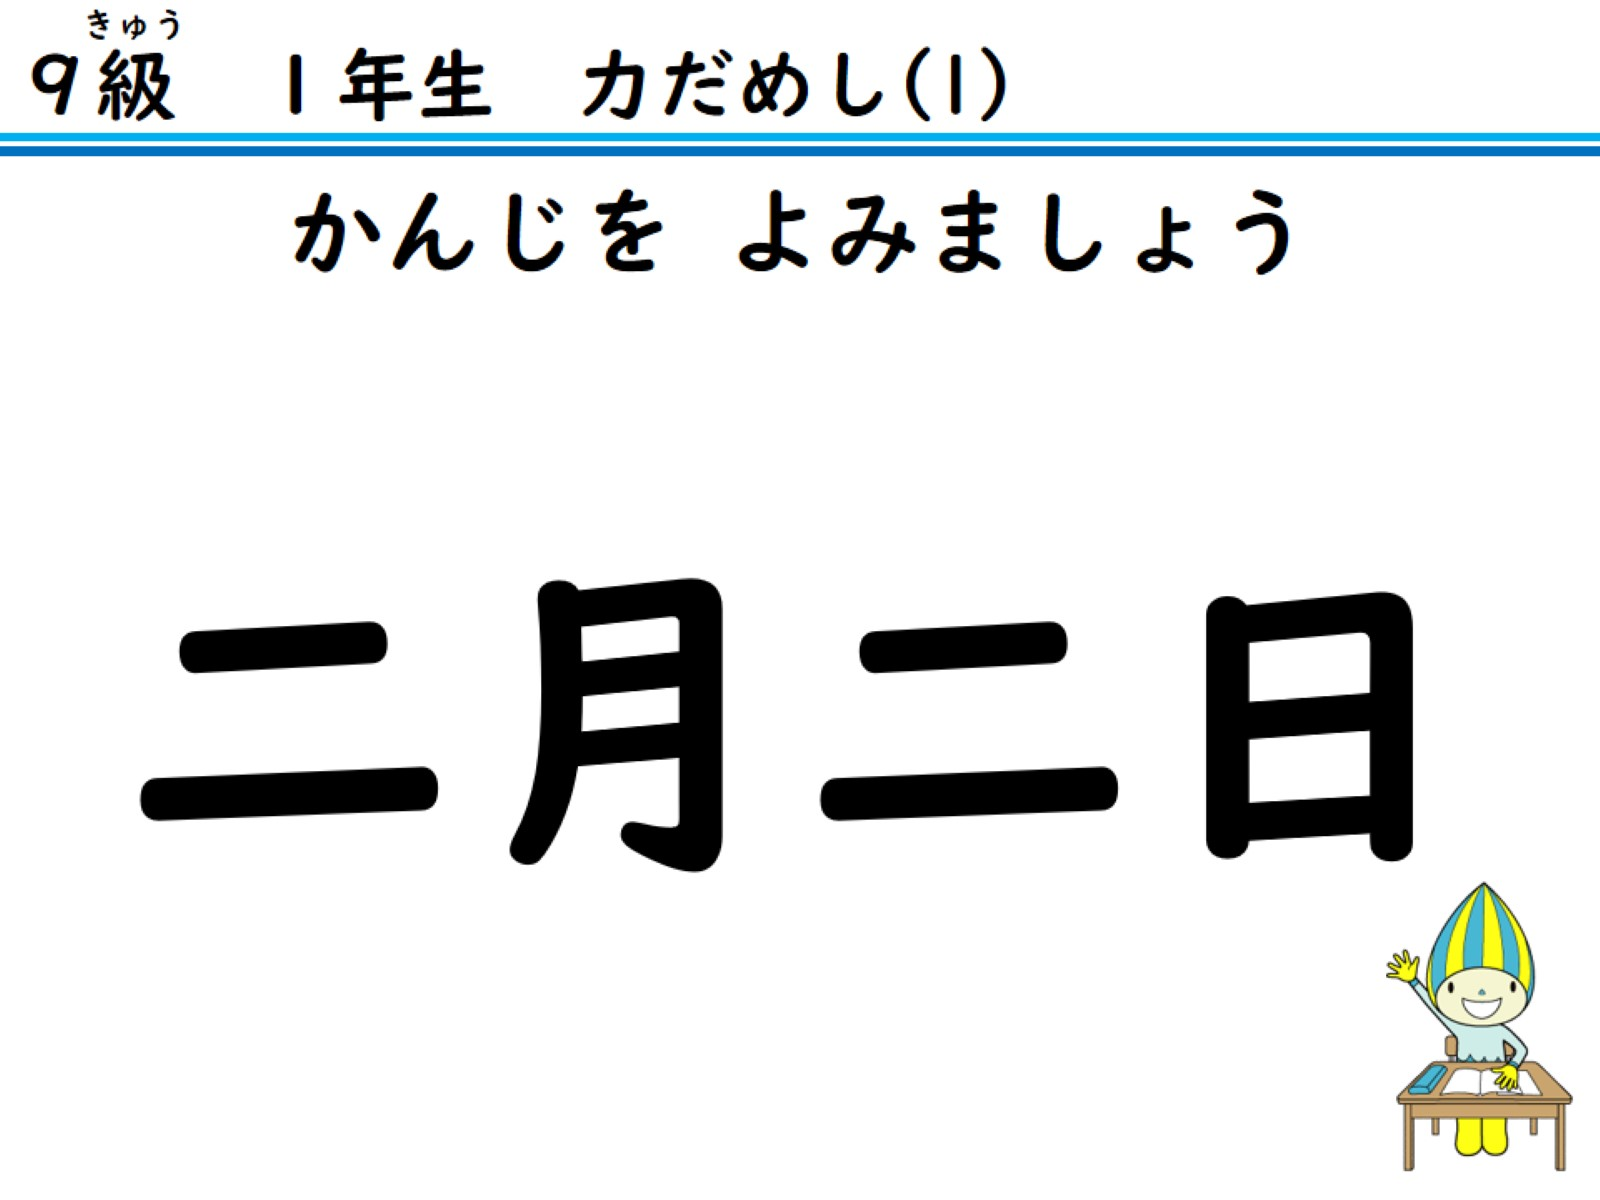 きゅう
9級　1年生　力だめし(1)
かんじを よみましょう
二月二日